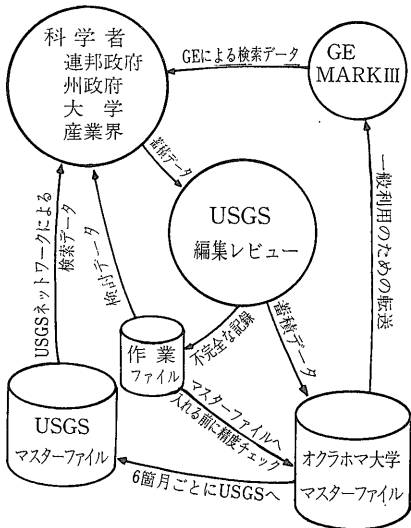 科学者
連邦政府
州政府
大学
産業界
GEによる検索データ
GE
MARKIII
蓄積データ
USGS
編集レビュー
一般利用のための転送
USGSネットワークによる
検索データ
検討データ
不完全な記録
蓄積データ
作業
ファイル
マスターファイルへ
入れる前に精度チェック
USGS
マスターファイル
オクラホマ大学
マスターファイル
6箇月ごとにUSGSへ